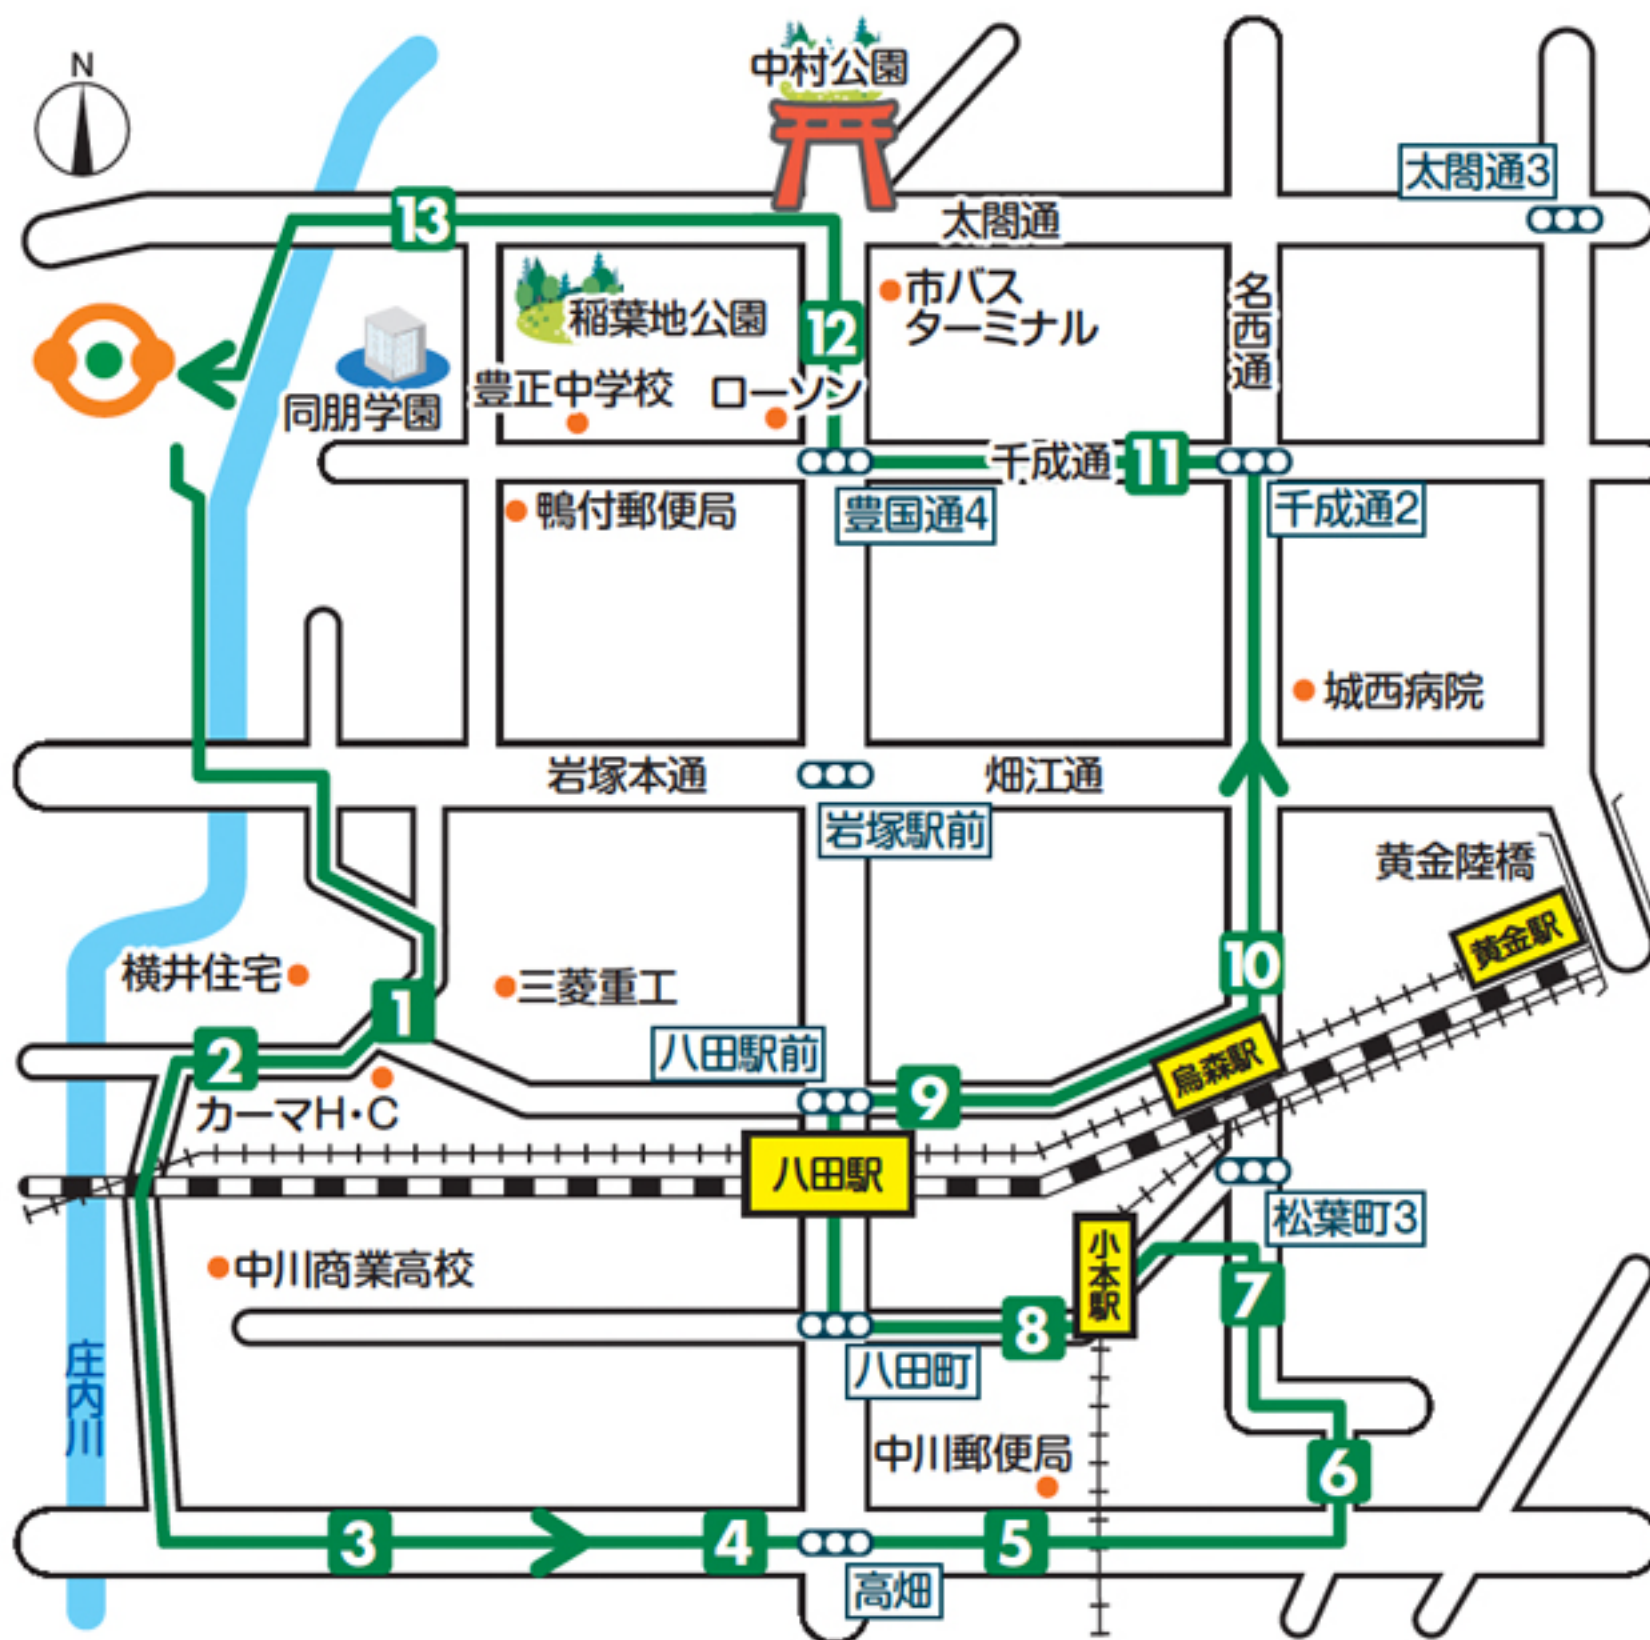 N
中村公園
太閤通3
13
太閤通
稲葉地公園
12
市バス
ターミナル
名西通
同朋学園
豊正中学校
ローソン
千成通
11
鴨付郵便局
豊国通4
千成通2
城西病院
岩塚本通
畑江通
岩塚駅前
黄金陸橋
黄金駅
横井住宅
三菱重工
10
1
2
八田駅前
烏森駅
カーマH・C
9
八田駅
松葉町3
中川商業高校
小本駅
7
8
庄内川
八田町
中川郵便局
6
3
4
5
高畑